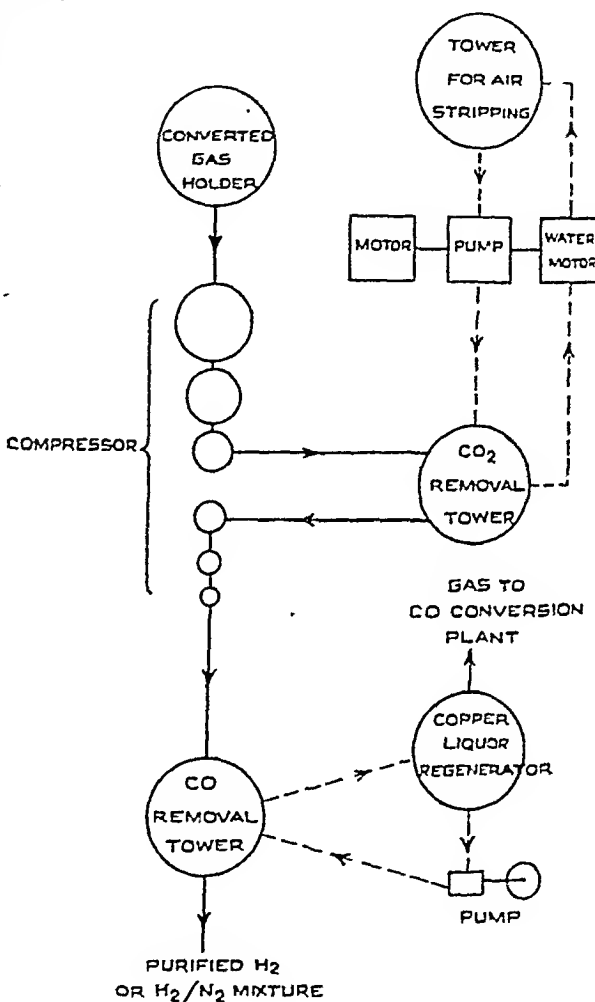 TOWER
FOR AIR
STRIPPING
CONVERTED
GAS
HOLDER
MOTOR
PUMP
WATER
MOTOR
COMPRESSOR
CO2
REMOVAL
TOWER
GAS TO
CO CONVERSION
PLANT
COPPER
LIQUOR
REGENERATOR
CO
REMOVAL
TOWER
PUMP
PURIFIED H2
OR H2/N2 MIXTURE